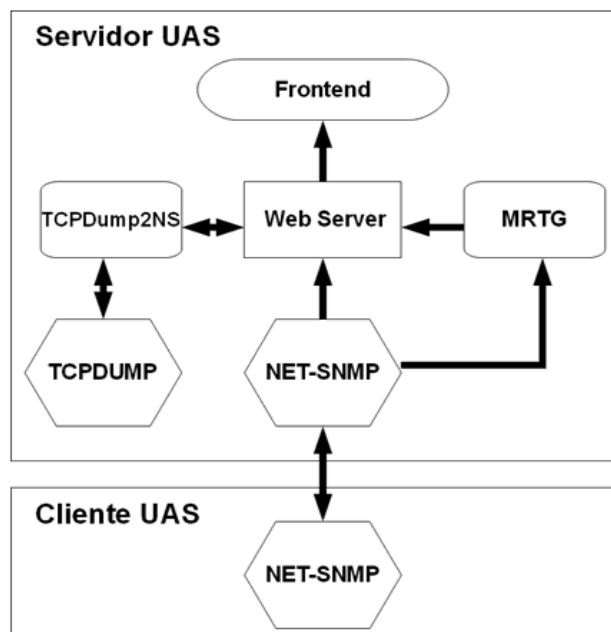 Servidor UAS
Frontend
TCPDump2NS
Web Server
MRTG
TCPDUMP
NET-SNMP
Cliente UAS
NET-SNMP